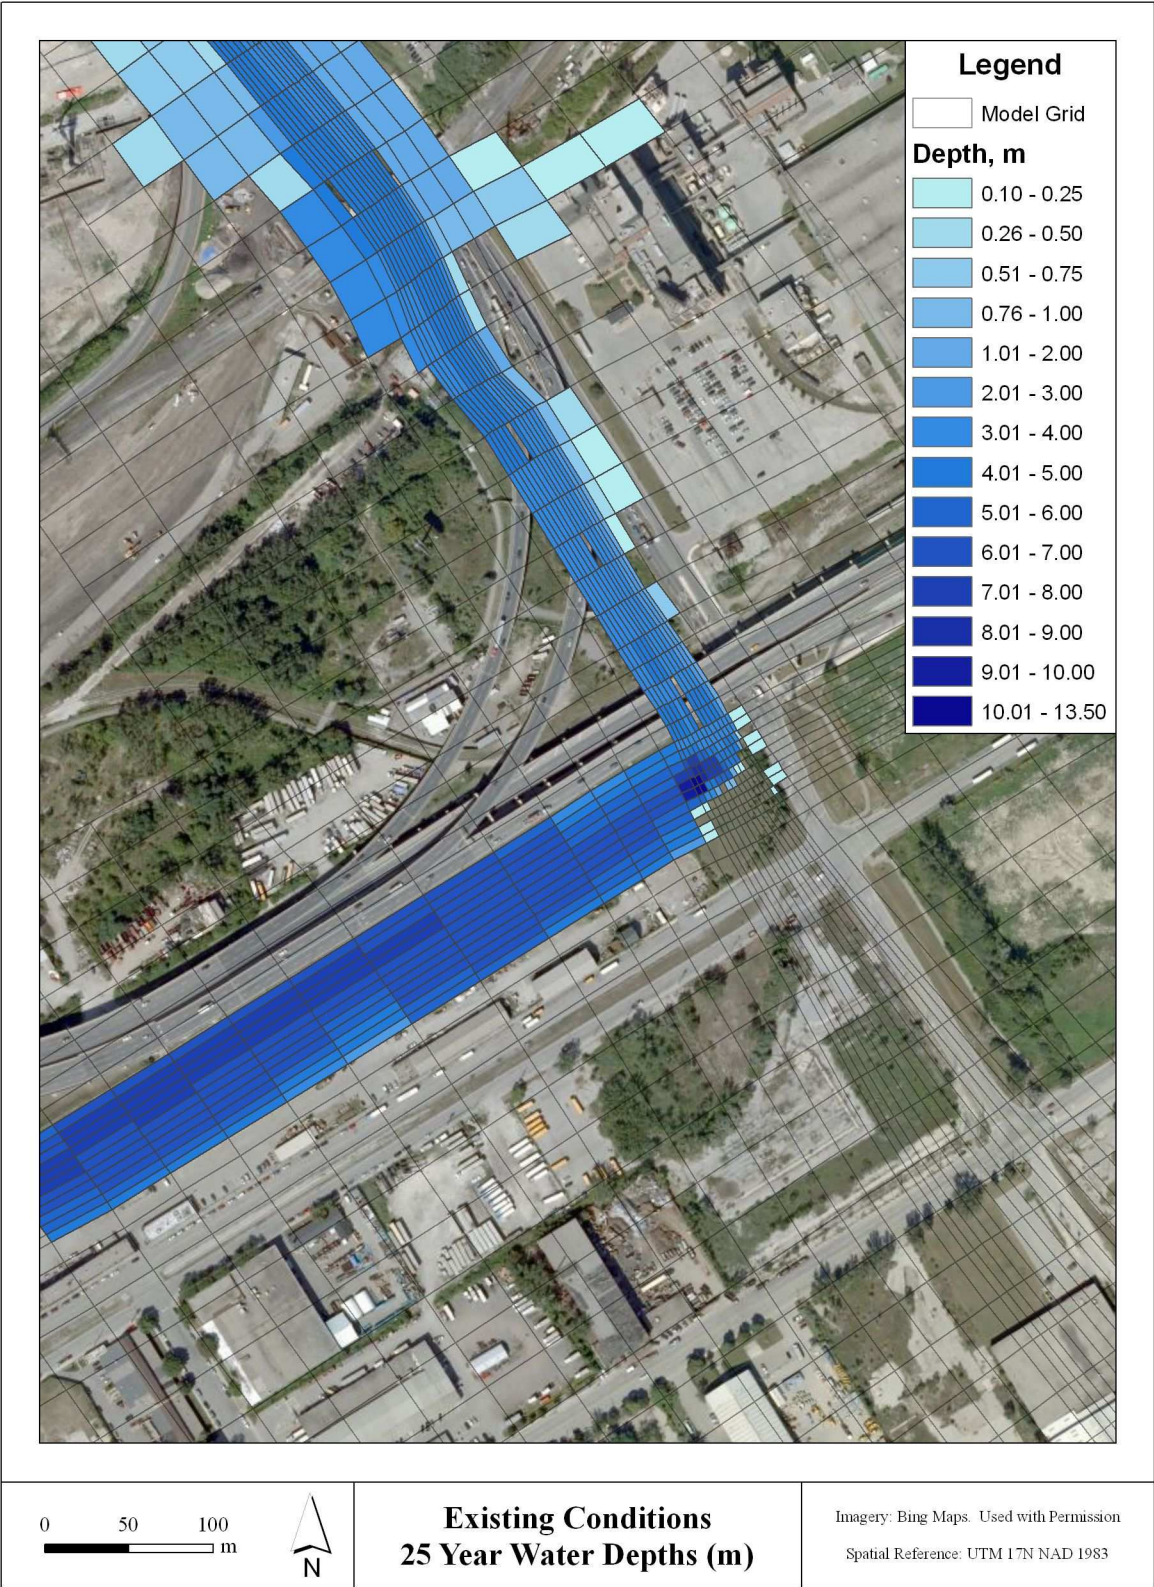 Legend
Model Grid
Depth, m
0.10 - 0.25
0.26 - 0.50
0.51 - 0.75
0.76 - 1.00
1.01 - 2.00
2.01 - 3.00
3.01 - 4.00
4.01 - 5.00
5.01 - 6.00
6.01 - 7.00
7.01 - 8.00
8.01 - 9.00
9.01 - 10.00
10.01 - 13.50
0 50 100
m
N
Existing Conditions
25 Year Water Depths (m)
Imagery: Bing Maps. Used with Permission
Spatial Reference: UTM 17N NAD 1983